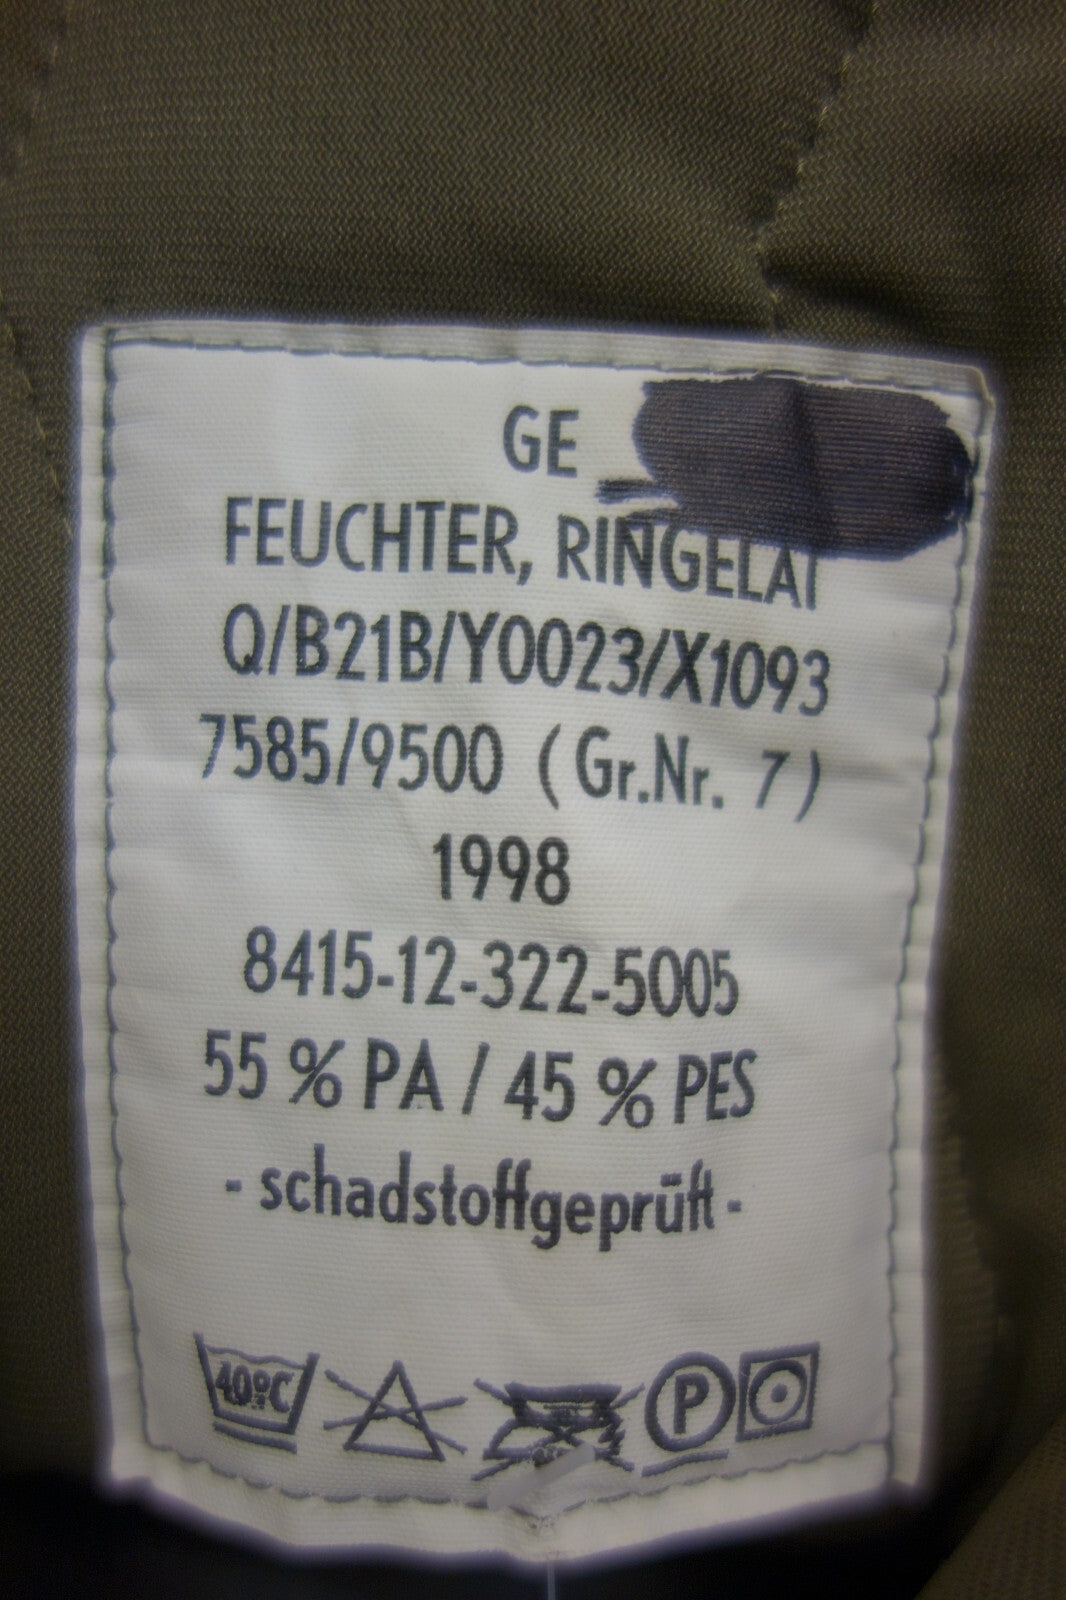 GE
FEUCHTER, RINGELAI
Q/B21B/Y0023/X1093
7585/9500 (Gr.Nr. 7)
1998
8415-12-322-5005
55 % PA / 45 % PES
- schadstoffgeprüft -
40°C P